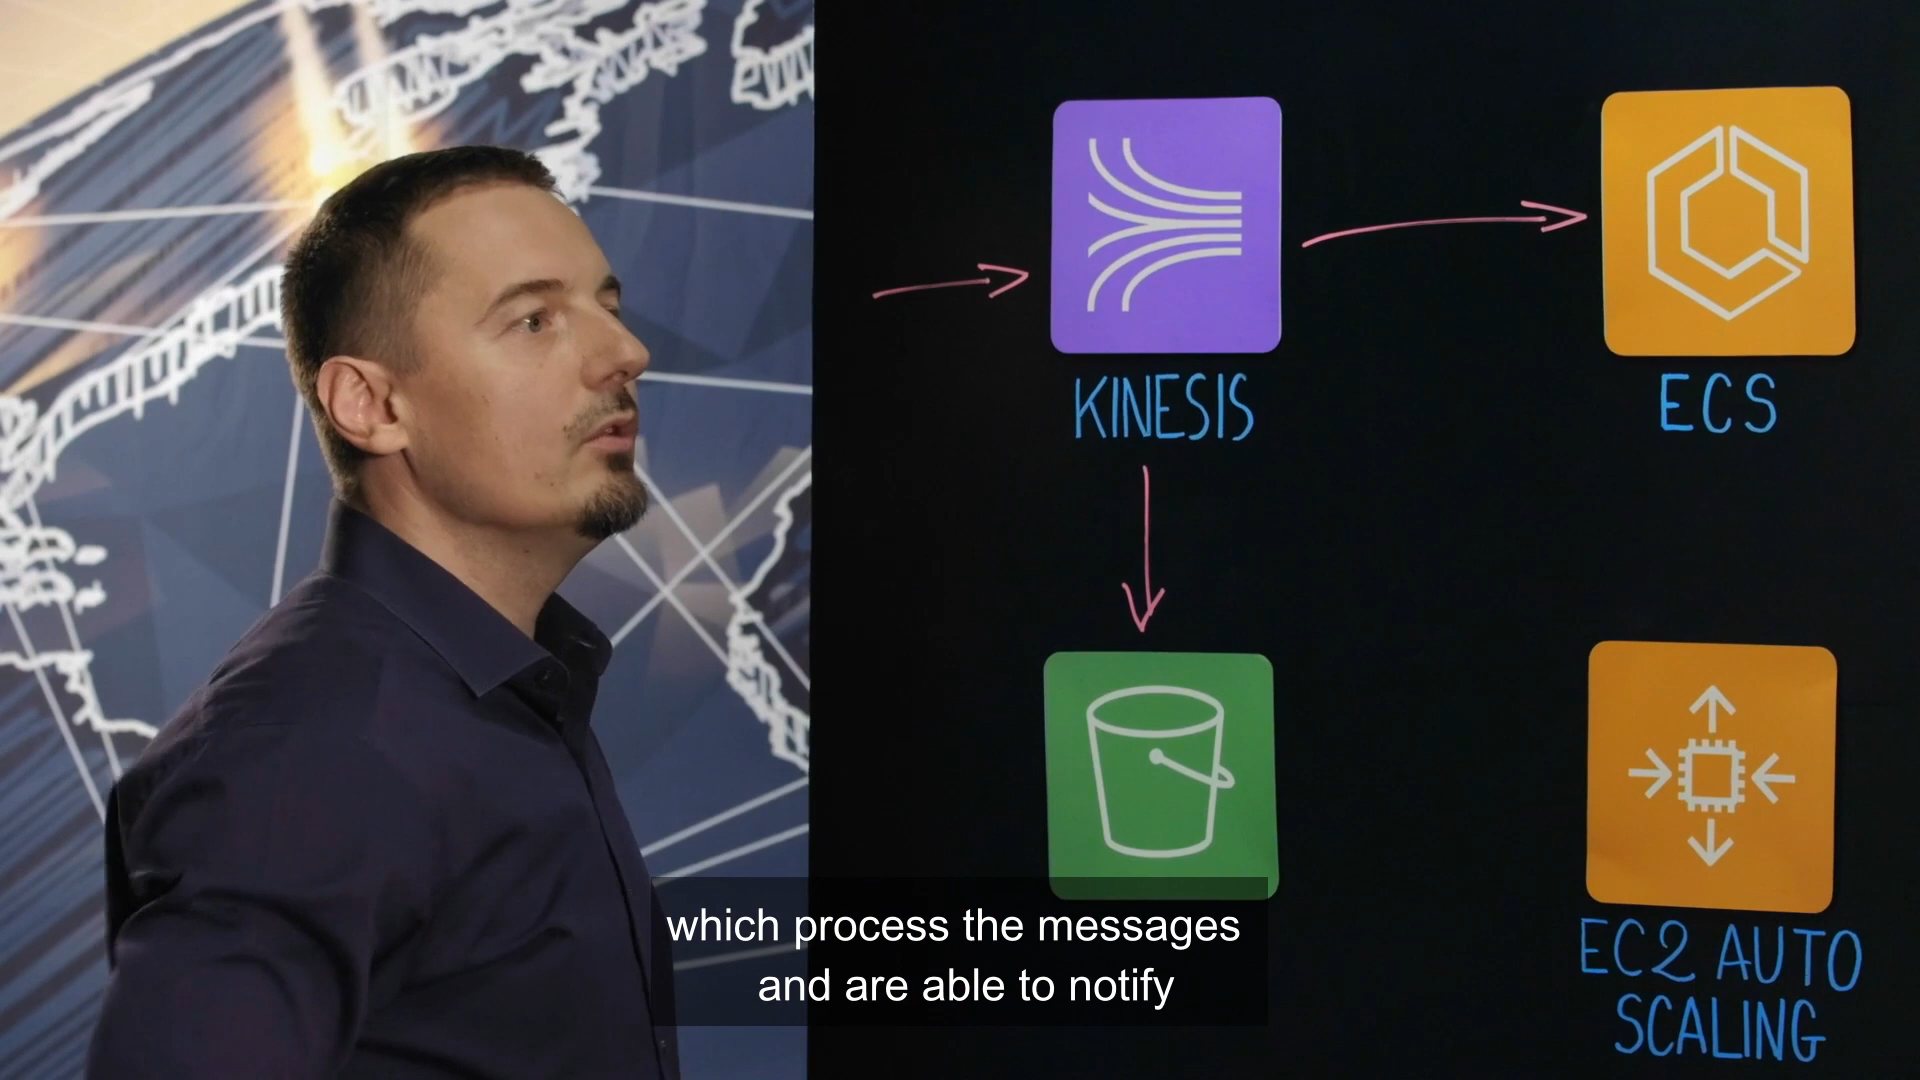 KINESIS
ECS
which process the messages
and are able to notify
EC2 AUTO
SCALING